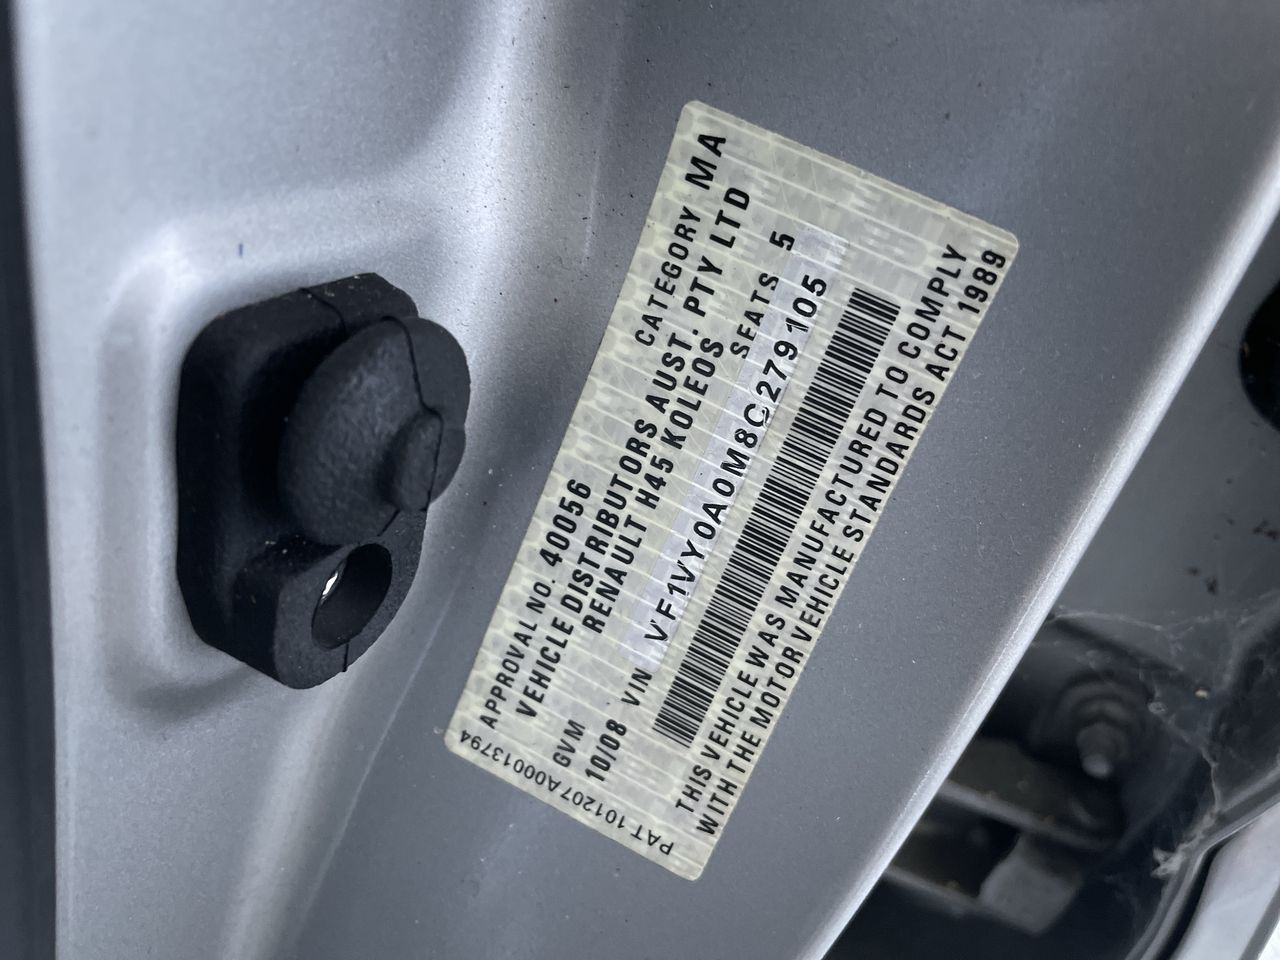 APPROVAL NO. 40056 CATEGORY MA
VEHICLE DISTRIBUTORS AUST. PTY LTD
RENAULT H45 KOLEOS
GVM SEATS 5
10/08 VIN VF1VY0A0M8C279105
THIS VEHICLE WAS MANUFACTURED TO COMPLY
WITH THE MOTOR VEHICLE STANDARDS ACT 1989
PAT 101207A00013794